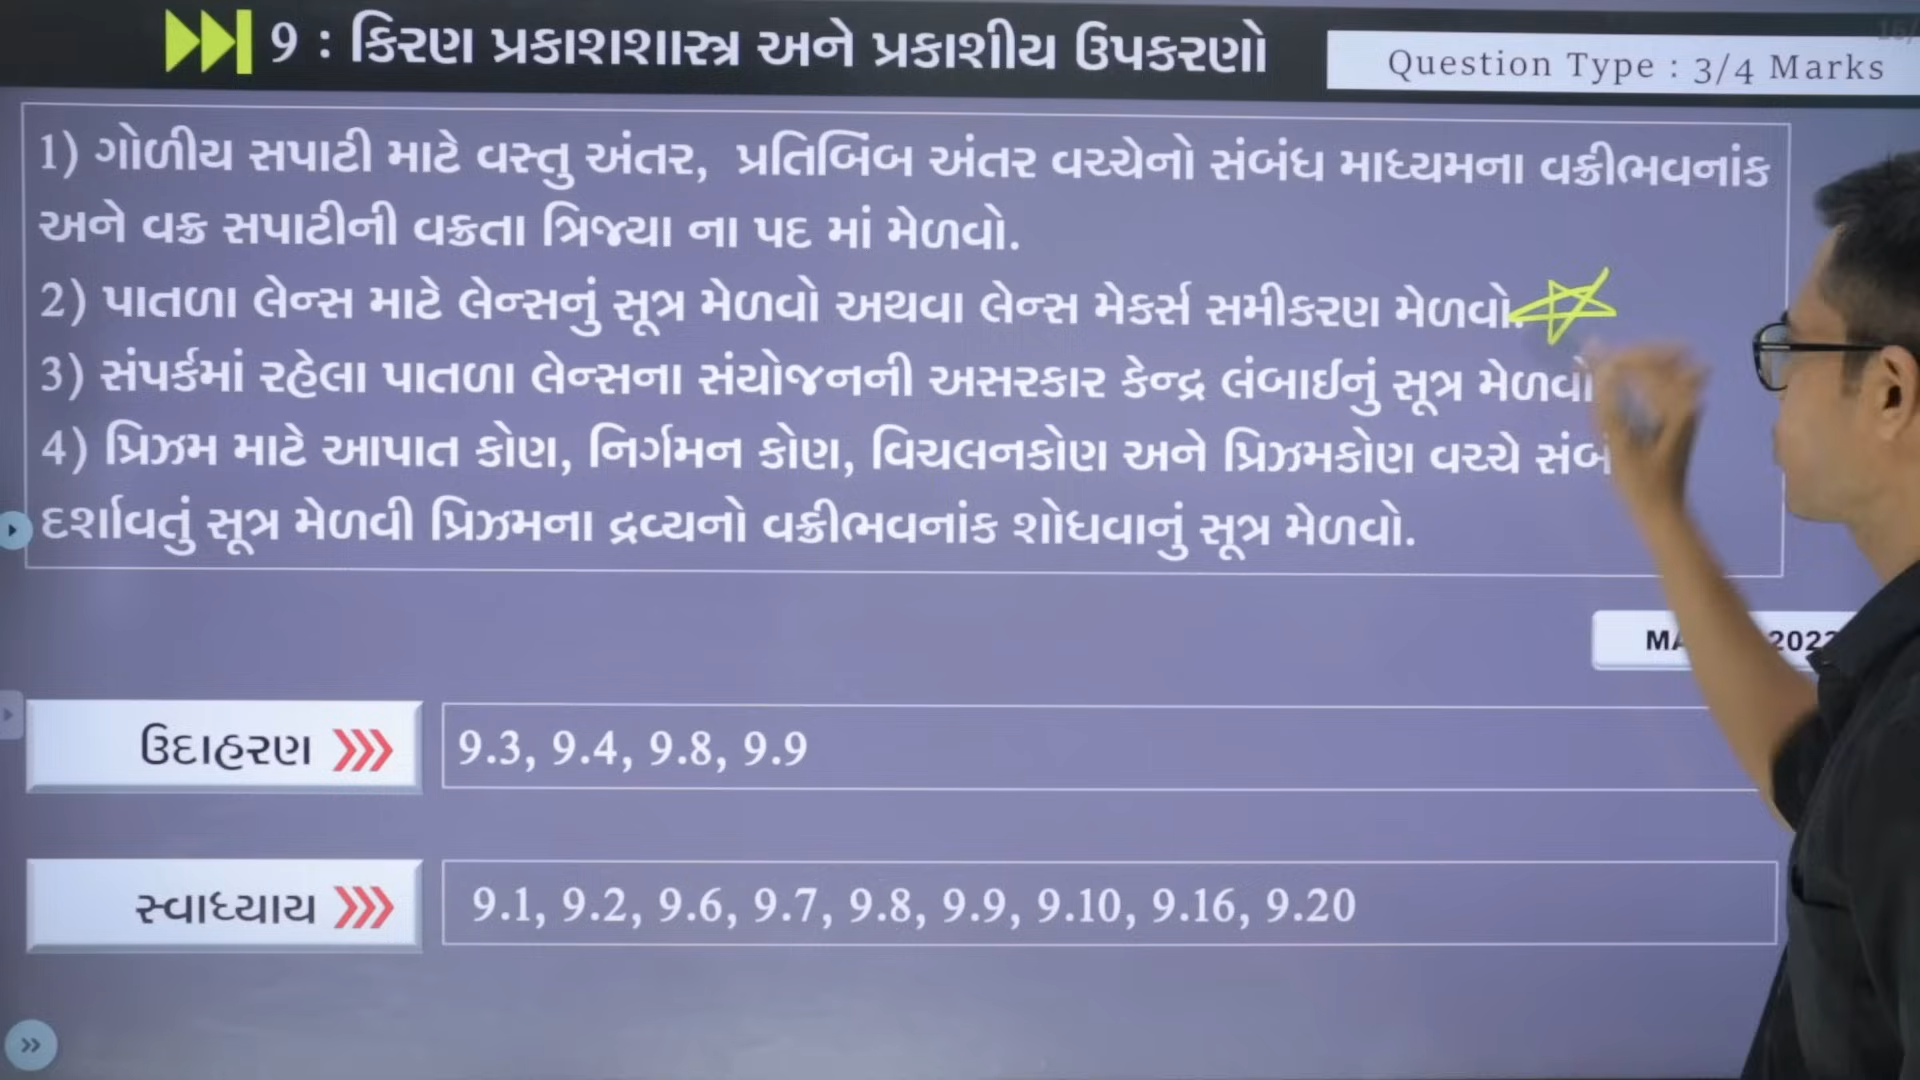 9 : કિરણ પ્રકાશશાસ્ત્ર અને પ્રકાશીય ઉપકરણો
Question Type : 3/4 Marks
1) ગોળીય સપાટી માટે વસ્તુ અંતર, પ્રતિબિંબ અંતર વચ્ચેનો સંબંધ માધ્યમના વક્રીભવનાંક
અને વક્ર સપાટીની વક્રતા ત્રિજ્યા ના પદ માં મેળવો.
2) પાતળા લેન્સ માટે લેન્સનું સૂત્ર મેળવો અથવા લેન્સ મેકર્સ સમીકરણ મેળવો.
3) સંપર્કમાં રહેલા પાતળા લેન્સના સંયોજનની અસરકાર કેન્દ્ર લંબાઈનું સૂત્ર મેળવો
4) પ્રિઝમ માટે આપાત કોણ, નિર્ગમન કોણ, વિચલનકોણ અને પ્રિઝમકોણ વચ્ચે
દર્શાવતું સૂત્ર મેળવી પ્રિઝમના દ્રવ્યનો વક્રીભવનાંક શોધવાનું સૂત્ર મેળવો.
ઉદાહરણ
9.3, 9.4, 9.8, 9.9
સ્વાધ્યાય
9.1, 9.2, 9.6, 9.7, 9.8, 9.9, 9.10, 9.16, 9.20